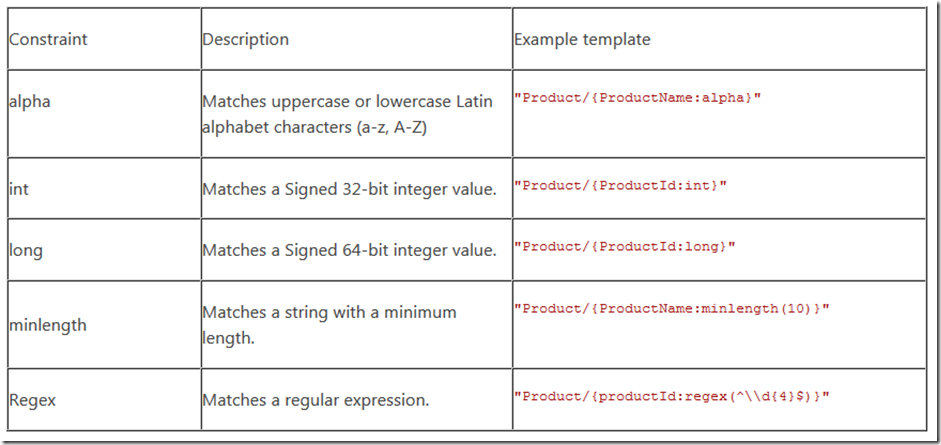 Constraint
Description
Example template
alpha
Matches uppercase or lowercase Latin
alphabet characters (a-z, A-Z)
"Product/{ProductName:alpha}"
int
Matches a Signed 32-bit integer value.
"Product/{ProductId:int}"
long
Matches a Signed 64-bit integer value.
"Product/{ProductId:long}"
minlength
Matches a string with a minimum
length.
"Product/{ProductName:minlength(10)}"
Regex
Matches a regular expression.
"Product/{productId:regex(^\\d{4}$)}"